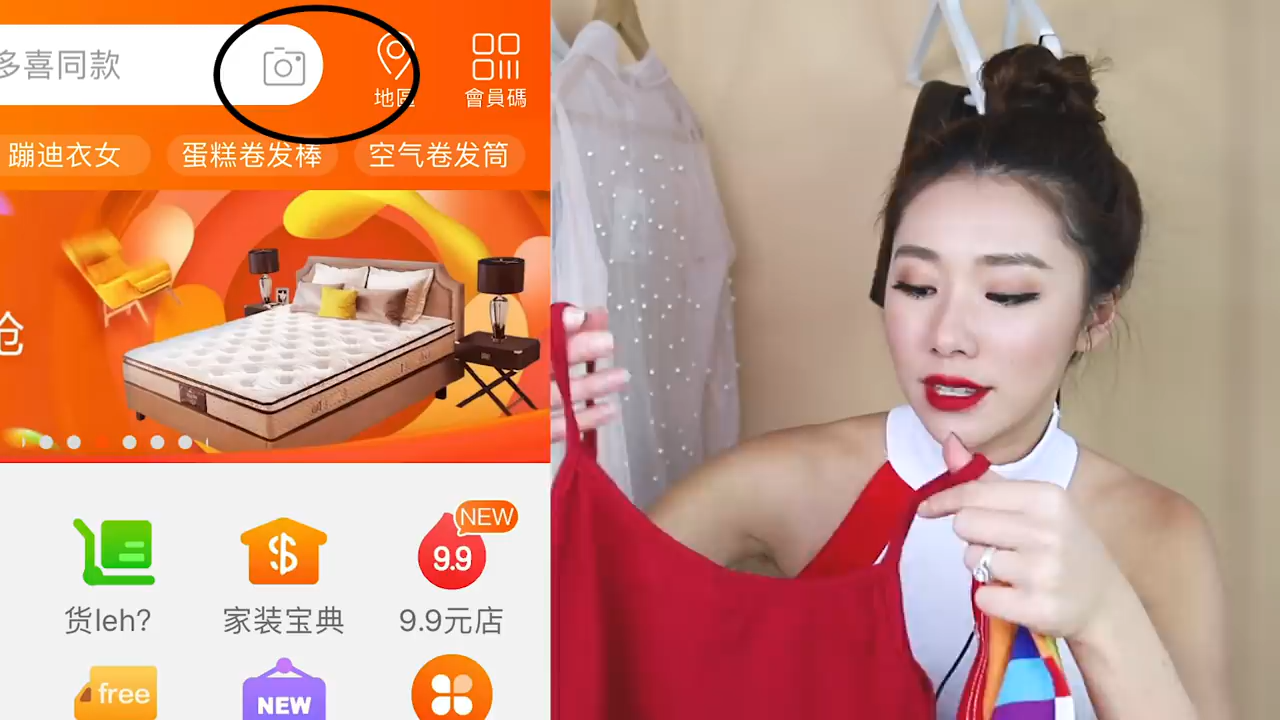 多喜同款
地區
會員碼
蹦迪衣女
蛋糕卷发棒
空气卷发筒
抢
NEW
9.9
货leh?
家装宝典
9.9元店
free
NEW